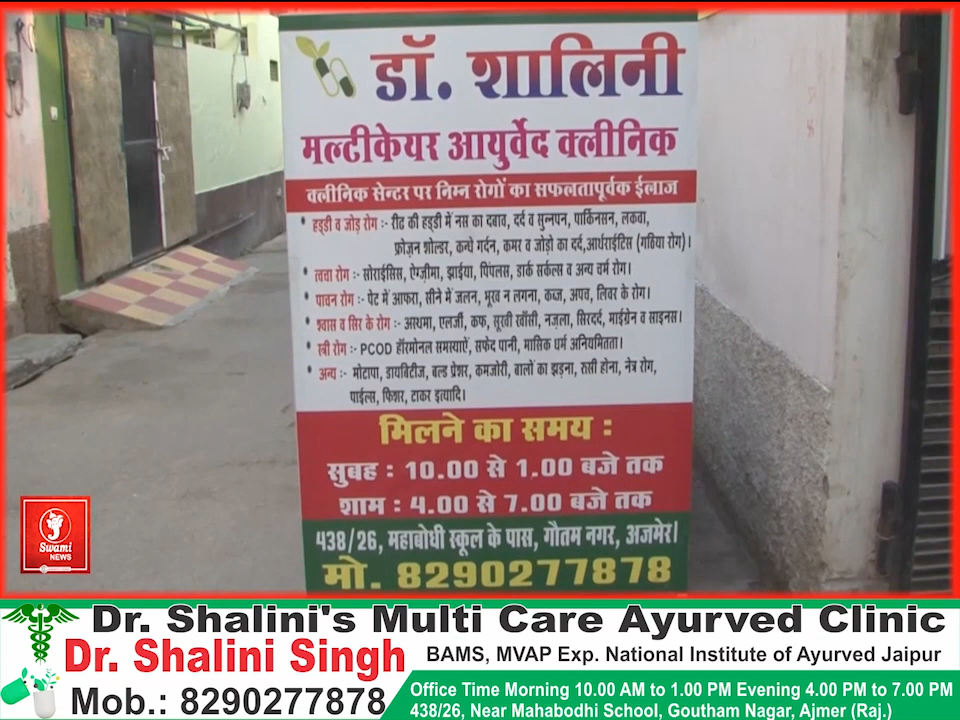 डॉ. शालिनी
मल्टीकेयर आयुर्वेद क्लीनिक
क्लीनिक सेन्टर पर निम्न रोगों का सफलतापूर्वक ईलाज
* हड्डी व जोड़ रोग :- रीढ की हड्डी में नस का दबाव, दर्द व सुन्नपन, पार्किनसन, लकवा,
फ्रोज़न शोल्डर, कन्धे गर्दन, कमर व जोड़ो का दर्द,आर्थराईटिस (गठिया रोग)।
* त्वचा रोग :- सोराईसिस, ऐग्ज़ीमा, झाईया, पिंपलस, डार्क सर्कल्स व अन्य चर्म रोग।
* पाचन रोग :- पेट में आफरा, सीने में जलन, भूख न लगना, कब्ज, अपच, लिवर के रोग।
* श्वास व सिर के रोग :- अस्थमा, एलर्जी, कफ, सूखी खाँसी, नज़ला, सिरदर्द, माईग्रेन व साइनस।
* स्त्री रोग :- PCOD हॉरमोनल समस्याऐं, सफेद पानी, मासिक धर्म अनियमितता।
* अन्य :- मोटापा, डायबिटीज, बल्ड प्रेशर, कमजोरी, बालों का झड़ना, रूसी होना, नेत्र रोग,
पाईल्स, फिशर, टाकर इत्यादि।
मिलने का समय :
सुबह : 10.00 से 1.00 बजे तक
शाम : 4.00 से 7.00 बजे तक
438/26, महाबोधी स्कूल के पास, गौतम नगर, अजमेर।
मो. 8290277878
Swami
NEWS
Dr. Shalini's Multi Care Ayurved Clinic
Dr. Shalini Singh BAMS, MVAP Exp. National Institute of Ayurved Jaipur
Mob.: 8290277878
Office Time Morning 10.00 AM to 1.00 PM Evening 4.00 PM to 7.00 PM
438/26, Near Mahabodhi School, Goutham Nagar, Ajmer (Raj.)